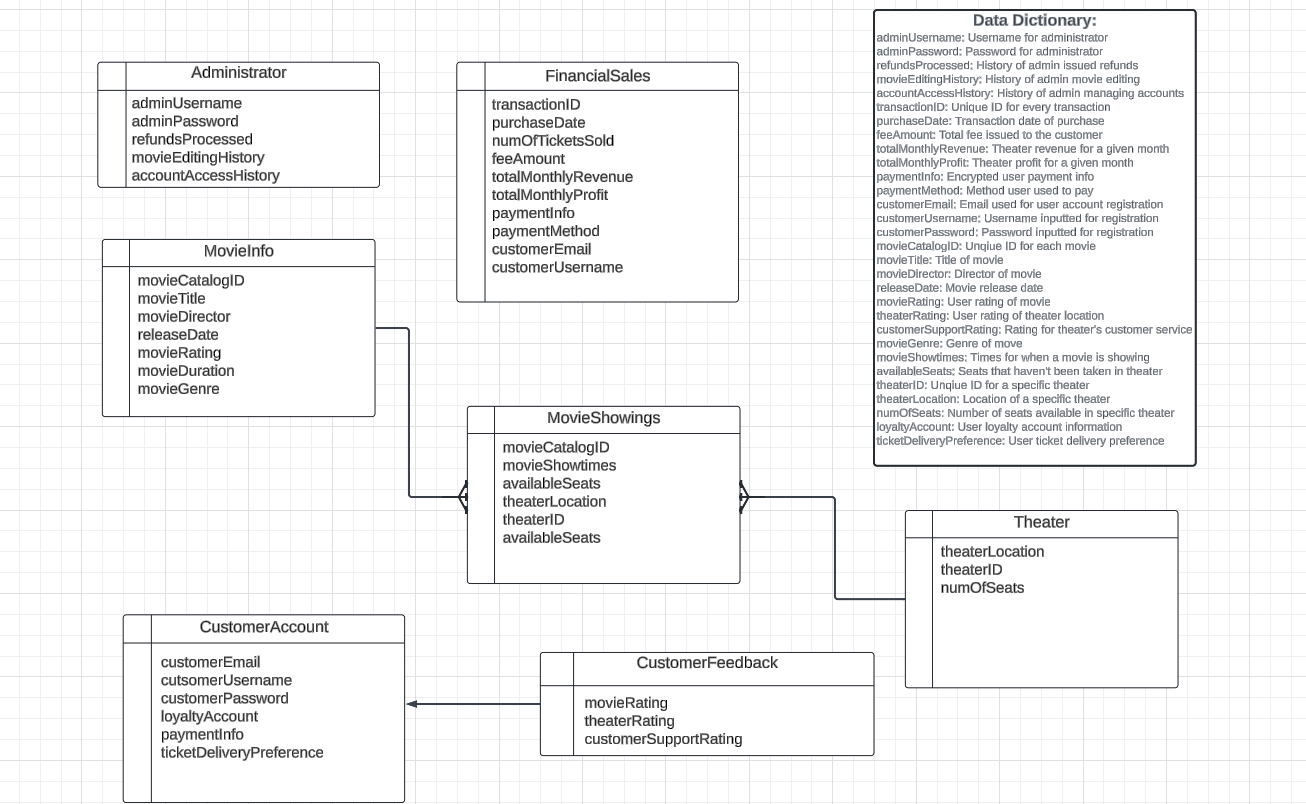 Administrator
adminUsername
adminPassword
refundsProcessed
movieEditingHistory
accountAccessHistory
FinancialSales
transactionID
purchaseDate
numOfTicketsSold
feeAmount
totalMonthlyRevenue
totalMonthlyProfit
paymentInfo
paymentMethod
customerEmail
customerUsername
Data Dictionary:
adminUsername: Username for administrator
adminPassword: Password for administrator
refundsProcessed: History of admin issued refunds
movieEditingHistory: History of admin movie editing
accountAccessHistory: History of admin managing accounts
transactionID: Unique ID for every transaction
purchaseDate: Transaction date of purchase
feeAmount: Total fee issued to the customer
totalMonthlyRevenue: Theater revenue for a given month
totalMonthlyProfit: Theater profit for a given month
paymentInfo: Encrypted user payment info
paymentMethod: Method user used to pay
customerEmail: Email used for user account registration
customerUsername: Username inputted for registration
customerPassword: Password inputted for registration
movieCatalogID: Unqiue ID for each movie
movieTitle: Title of movie
movieDirector: Director of movie
releaseDate: Movie release date
movieRating: User rating of movie
theaterRating: User rating of theater location
customerSupportRating: Rating for theater's customer service
movieGenre: Genre of move
movieShowtimes: Times for when a movie is showing
availableSeats: Seats that haven't been taken in theater
theaterID: Unqiue ID for a specific theater
theaterLocation: Location of a specific theater
numOfSeats: Number of seats available in specific theater
loyaltyAccount: User loyalty account information
ticketDeliveryPreference: User ticket delivery preference
MovieInfo
movieCatalogID
movieTitle
movieDirector
releaseDate
movieRating
movieDuration
movieGenre
MovieShowings
movieCatalogID
movieShowtimes
availableSeats
theaterLocation
theaterID
availableSeats
Theater
theaterLocation
theaterID
numOfSeats
CustomerAccount
customerEmail
cutsomerUsername
customerPassword
loyaltyAccount
paymentInfo
ticketDeliveryPreference
CustomerFeedback
movieRating
theaterRating
customerSupportRating